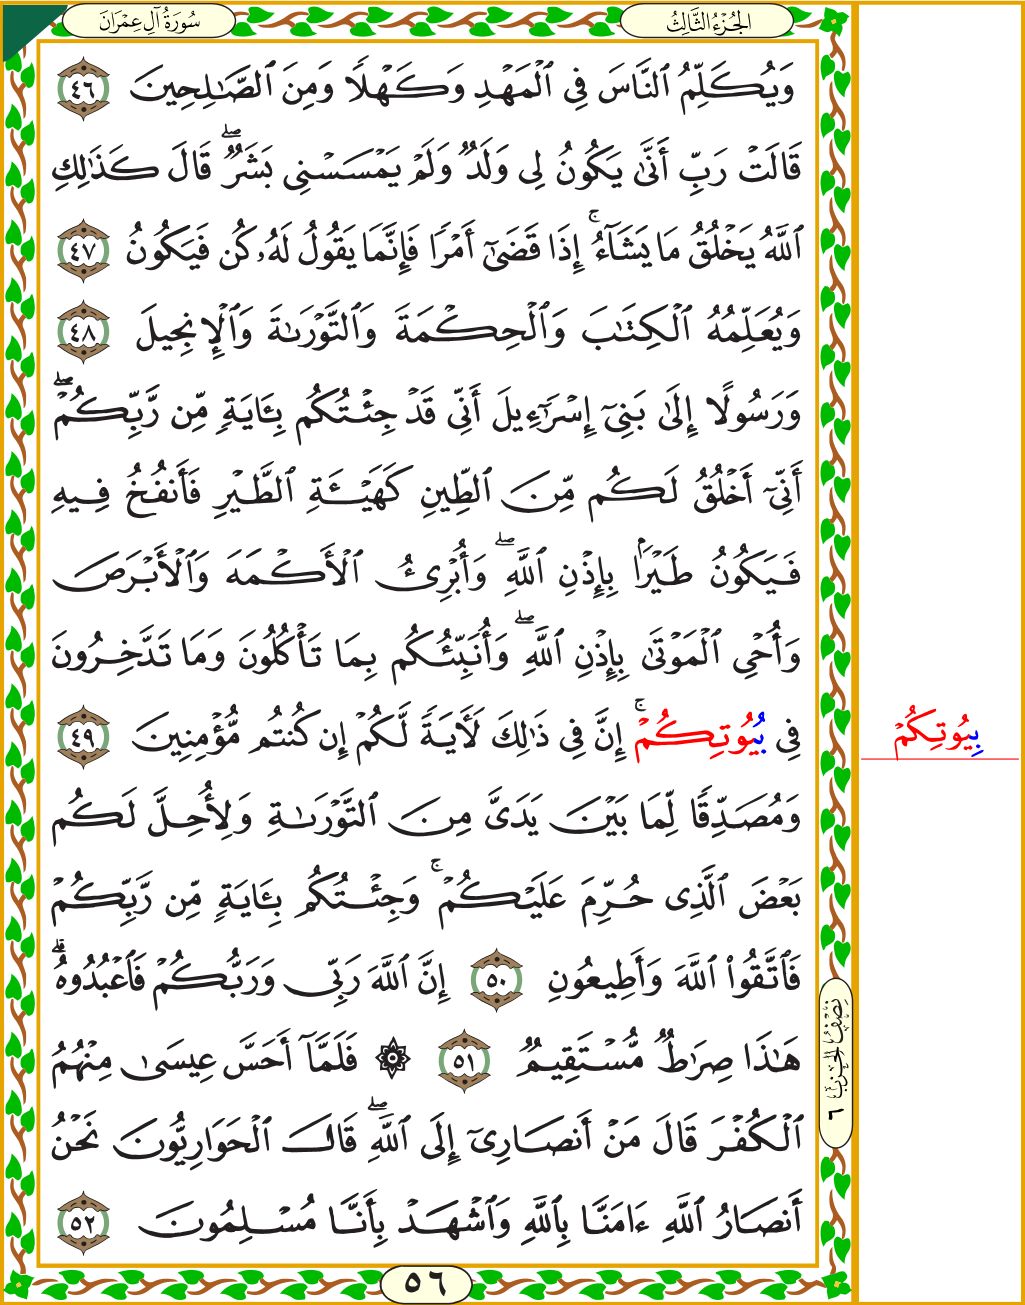 الجُزْءُ الثَّالِثُ
سُورَةُ آلِ عِمْرَانَ
وَيُكَلِّمُ ٱلنَّاسَ فِى ٱلْمَهْدِ وَكَهْلًا وَمِنَ ٱلصَّـٰلِحِينَ ٤٦
قَالَتْ رَبِّ أَنَّىٰ يَكُونُ لِى وَلَدٌ وَلَمْ يَمْسَسْنِى بَشَرٌ ۖ قَالَ كَذَٰلِكِ
ٱللَّهُ يَخْلُقُ مَا يَشَآءُ ۚ إِذَا قَضَىٰٓ أَمْرًا فَإِنَّمَا يَقُولُ لَهُۥ كُن فَيَكُونُ ٤٧
وَيُعَلِّمُهُ ٱلْكِتَـٰبَ وَٱلْحِكْمَةَ وَٱلتَّوْرَىٰةَ وَٱلْإِنجِيلَ ٤٨
وَرَسُولًا إِلَىٰ بَنِىٓ إِسْرَٰٓءِيلَ أَنِّى قَدْ جِئْتُكُم بِـَٔايَةٍ مِّن رَّبِّكُمْ ۖ
أَنِّىٓ أَخْلُقُ لَكُم مِّنَ ٱلطِّينِ كَهَيْـَٔةِ ٱلطَّيْرِ فَأَنفُخُ فِيهِ
فَيَكُونُ طَيْرًۢا بِإِذْنِ ٱللَّهِ ۖ وَأُبْرِئُ ٱلْأَكْمَهَ وَٱلْأَبْرَصَ
وَأُحْىِ ٱلْمَوْتَىٰ بِإِذْنِ ٱللَّهِ ۖ وَأُنَبِّئُكُم بِمَا تَأْكُلُونَ وَمَا تَدَّخِرُونَ
فِى بُيُوتِكُمْ ۚ إِنَّ فِى ذَٰلِكَ لَـَٔايَةً لَّكُمْ إِن كُنتُم مُّؤْمِنِينَ ٤٩
بِيُوتِكُمْ
وَمُصَدِّقًا لِّمَا بَيْنَ يَدَىَّ مِنَ ٱلتَّوْرَىٰةِ وَلِأُحِلَّ لَكُم
بَعْضَ ٱلَّذِى حُرِّمَ عَلَيْكُمْ ۚ وَجِئْتُكُم بِـَٔايَةٍ مِّن رَّبِّكُمْ
فَٱتَّقُوا۟ ٱللَّهَ وَأَطِيعُونِ ٥٠ إِنَّ ٱللَّهَ رَبِّى وَرَبُّكُمْ فَٱعْبُدُوهُ ۗ
هَـٰذَا صِرَٰطٌ مُّسْتَقِيمٌ ٥١ ۞ فَلَمَّآ أَحَسَّ عِيسَىٰ مِنْهُمُ
ٱلْكُفْرَ قَالَ مَنْ أَنصَارِىٓ إِلَى ٱللَّهِ ۖ قَالَ ٱلْحَوَارِيُّونَ نَحْنُ
أَنصَارُ ٱللَّهِ ءَامَنَّا بِٱللَّهِ وَٱشْهَدْ بِأَنَّا مُسْلِمُونَ ٥٢
نِصْفُ الحِزْبِ ٦
٥٦